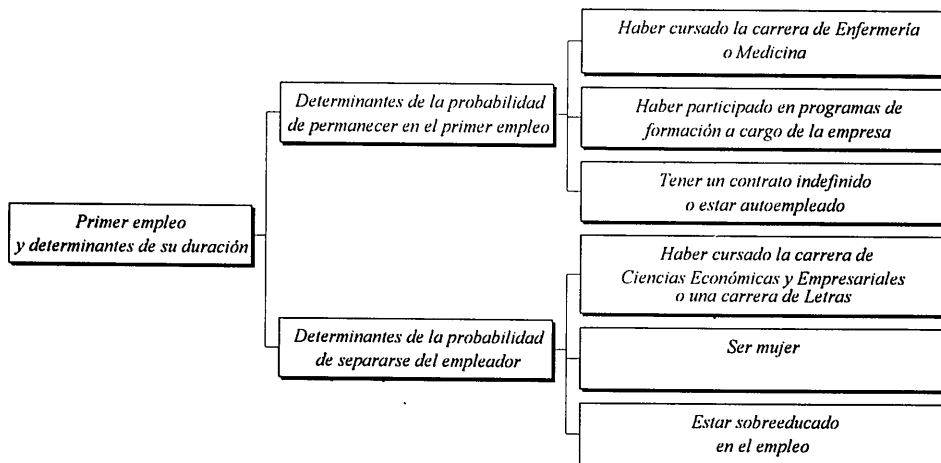 Haber cursado la carrera de Enfermería
o Medicina
Determinantes de la probabilidad
de permanecer en el primer empleo
Haber participado en programas de
formación a cargo de la empresa
Tener un contrato indefinido
o estar autoempleado
Primer empleo
y determinantes de su duración
Haber cursado la carrera de
Ciencias Económicas y Empresariales
o una carrera de Letras
Determinantes de la probabilidad
de separarse del empleador
Ser mujer
Estar sobreeducado
en el empleo